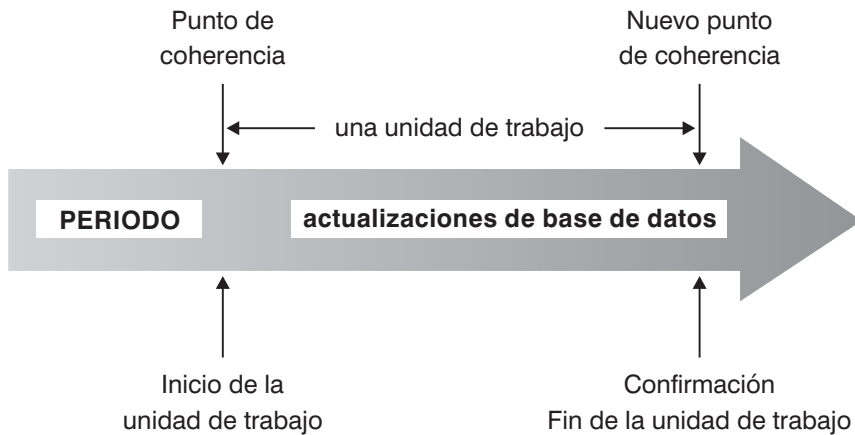 Punto de
coherencia
Nuevo punto
de coherencia
una unidad de trabajo
PERIODO
actualizaciones de base de datos
Inicio de la
unidad de trabajo
Confirmación
Fin de la unidad de trabajo